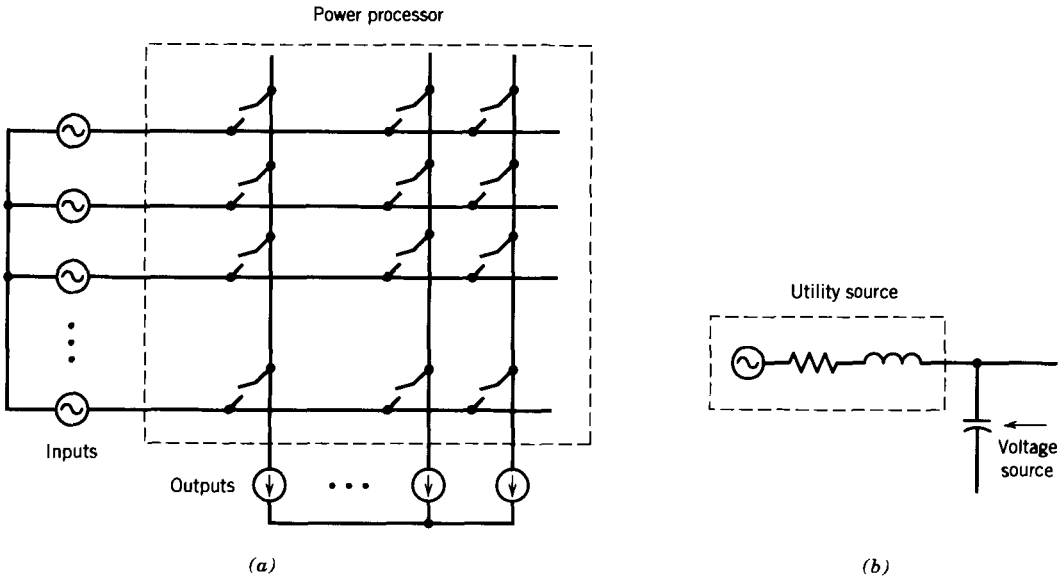 Power processor
Inputs
Outputs
(a)
Utility source
Voltage
source
(b)